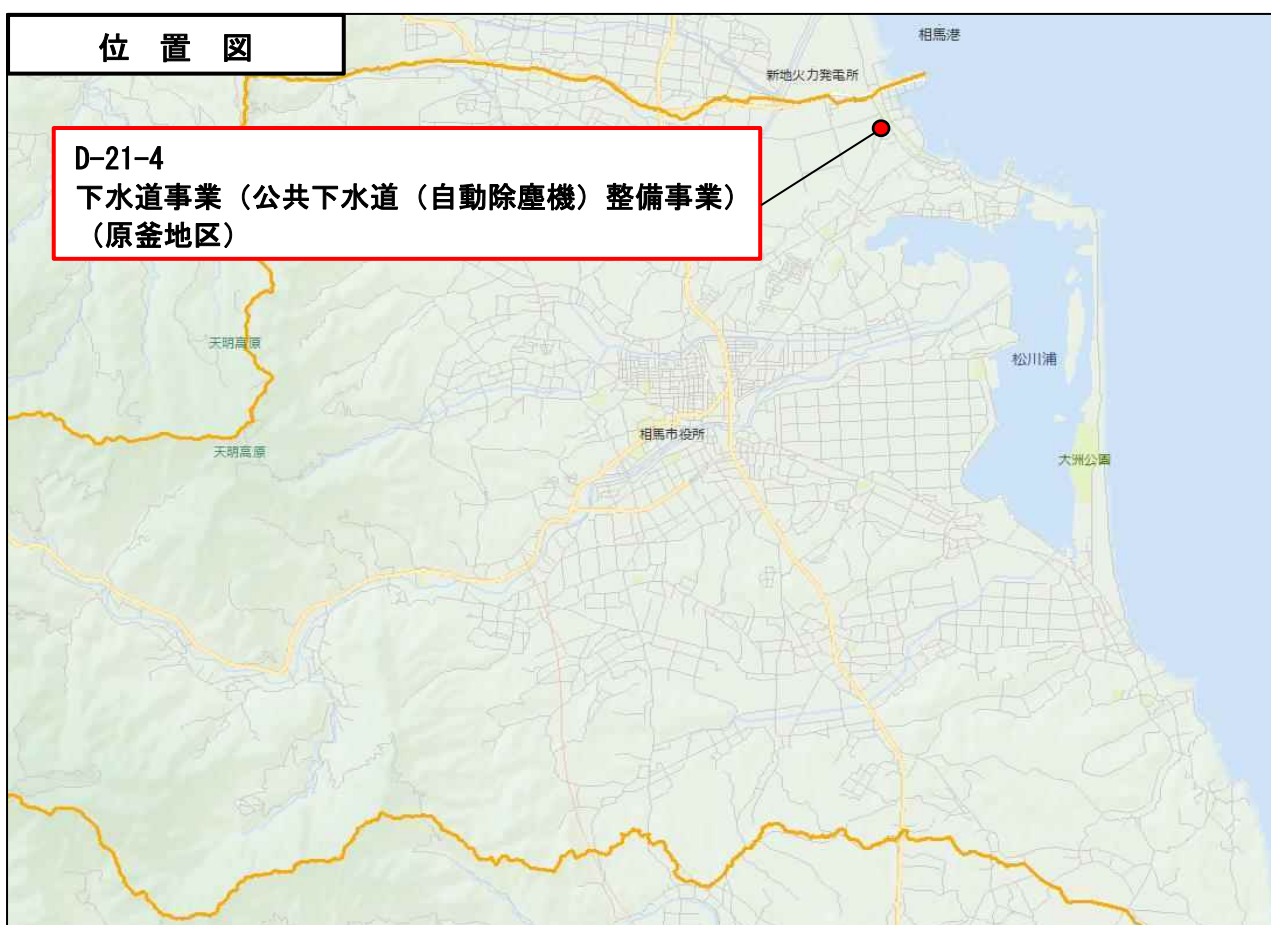 位 置 図
相馬港
新地火力発電所
D-21-4
下水道事業（公共下水道（自動除塵機）整備事業）
（原釜地区）
天明高原
松川浦
相馬市役所
天明高原
大洲公園